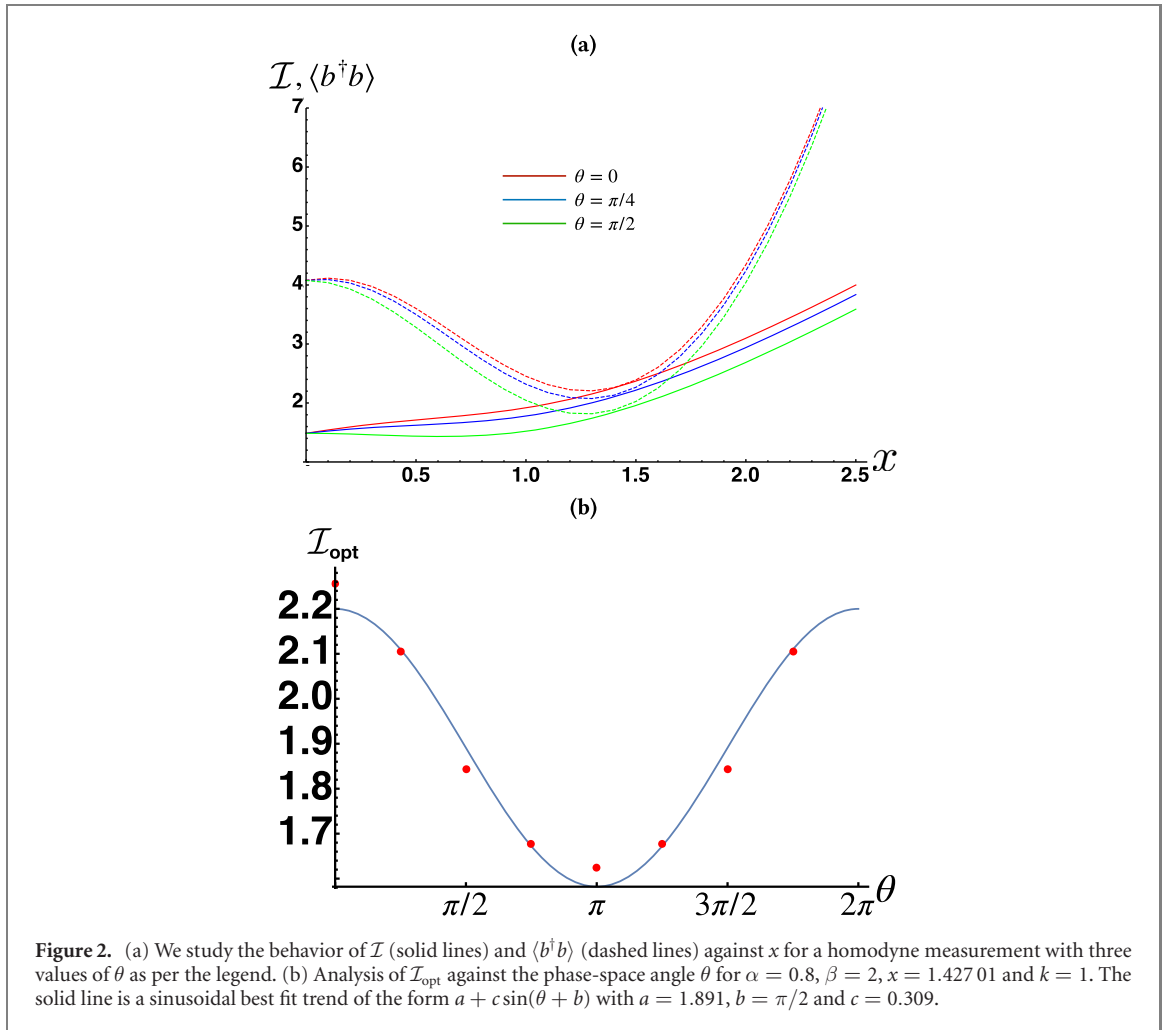 (a)
ℐ, ⟨b†b⟩
7
6
5
4
3
2
θ = 0
θ = π/4
θ = π/2
0.5 1.0 1.5 2.0 2.5 x
(b)
ℐopt
2.2
2.1
2.0
1.9
1.8
1.7
π/2 π 3π/2 2π θ
Figure 2. (a) We study the behavior of ℐ (solid lines) and ⟨b†b⟩ (dashed lines) against x for a homodyne measurement with three
values of θ as per the legend. (b) Analysis of ℐopt against the phase-space angle θ for α = 0.8, β = 2, x = 1.427 01 and k = 1. The
solid line is a sinusoidal best fit trend of the form a + c sin(θ + b) with a = 1.891, b = π/2 and c = 0.309.